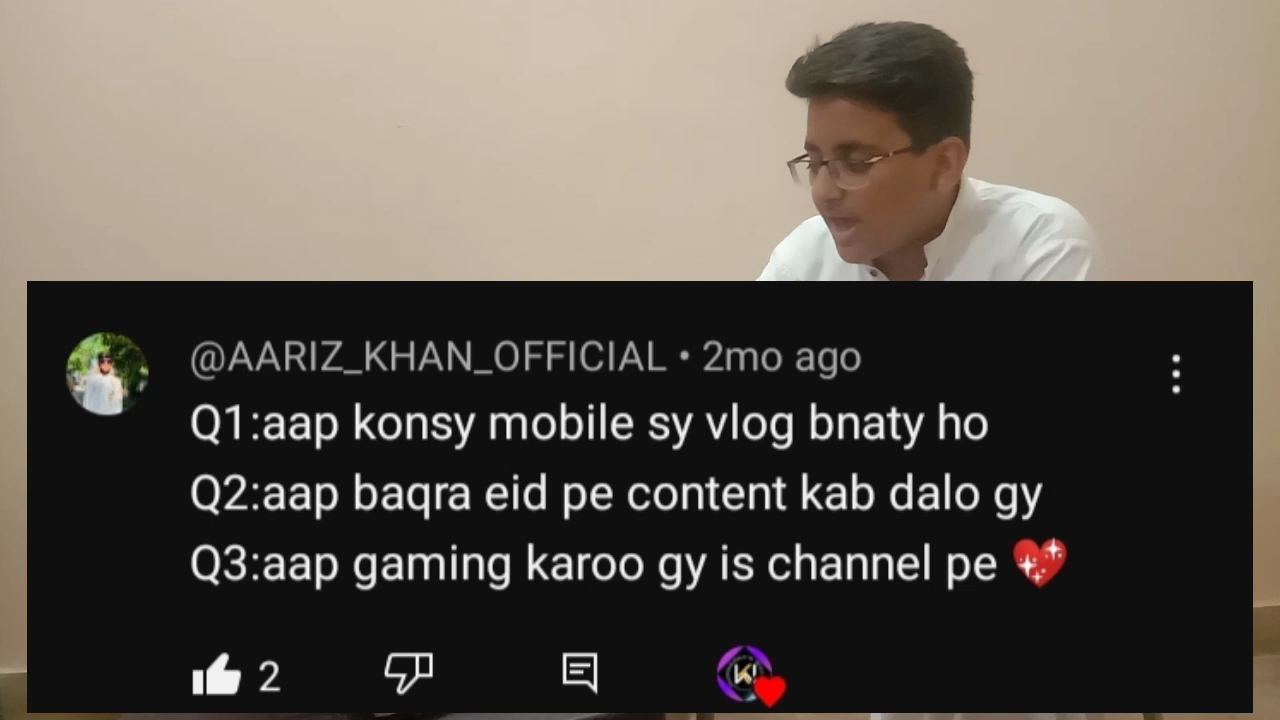 @AARIZ_KHAN_OFFICIAL • 2mo ago
Q1:aap konsy mobile sy vlog bnaty ho
Q2:aap baqra eid pe content kab dalo gy
Q3:aap gaming karoo gy is channel pe 💖
2